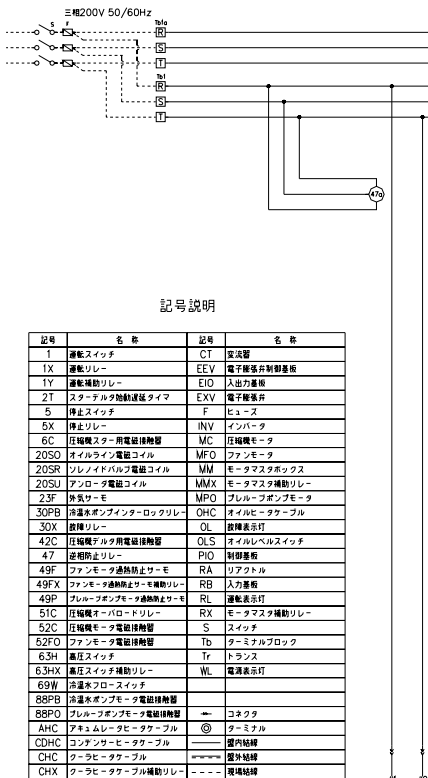 三相200V 50/60Hz
s r
Tb1a
R
S
T
Tb1
R
S
T
47a
記号説明
記号 名 称 記号 名 称
1 運転スイッチ CT 変流器
1X 運転リレー EEV 電子膨張弁制御基板
1Y 運転補助リレー EIO 入出力基板
2T スターデルタ始動遅延タイマ EXV 電子膨張弁
5 停止スイッチ F ヒューズ
5X 停止リレー INV インバータ
6C 圧縮機スター用電磁接触器 MC 圧縮機モータ
20SO オイルライン電磁コイル MFO ファンモータ
20SR ソレノイドバルブ電磁コイル MM モータマスタボックス
20SU アンロータ電磁コイル MMX モータマスタ補助リレー
23F 外気サーモ MPO プレループポンプモータ
30PB 冷温水ポンプインターロックリレー OHC オイルヒータケーブル
30X 故障リレー OL 故障表示灯
42C 圧縮機デルタ用電磁接触器 OLS オイルレベルスイッチ
47 逆相防止リレー PIO 制御基板
49F ファンモータ過熱防止サーモ RA リアクトル
49FX ファンモータ過熱防止サーモ補助リレー RB 入力基板
49P プレループポンプモータ過熱防止サーモ RL 運転表示灯
51C 圧縮機オーバロードリレー RX モータマスタ補助リレー
52C 圧縮機モータ電磁接触器 S スイッチ
52FO ファンモータ電磁接触器 Tb ターミナルブロック
63H 高圧スイッチ Tr トランス
63HX 高圧スイッチ補助リレー WL 電源表示灯
69W 冷温水フロースイッチ
88PB 冷温水ポンプモータ電磁接触器
88PO プレループポンプモータ電磁接触器 コネクタ
AHC アキュムレータヒータケーブル ターミナル
CDHC コンデンサーヒータケーブル 盤内結線
CHC クーラヒータケーブル 盤外結線
CHX クーラヒータケーブル補助リレー 現場結線